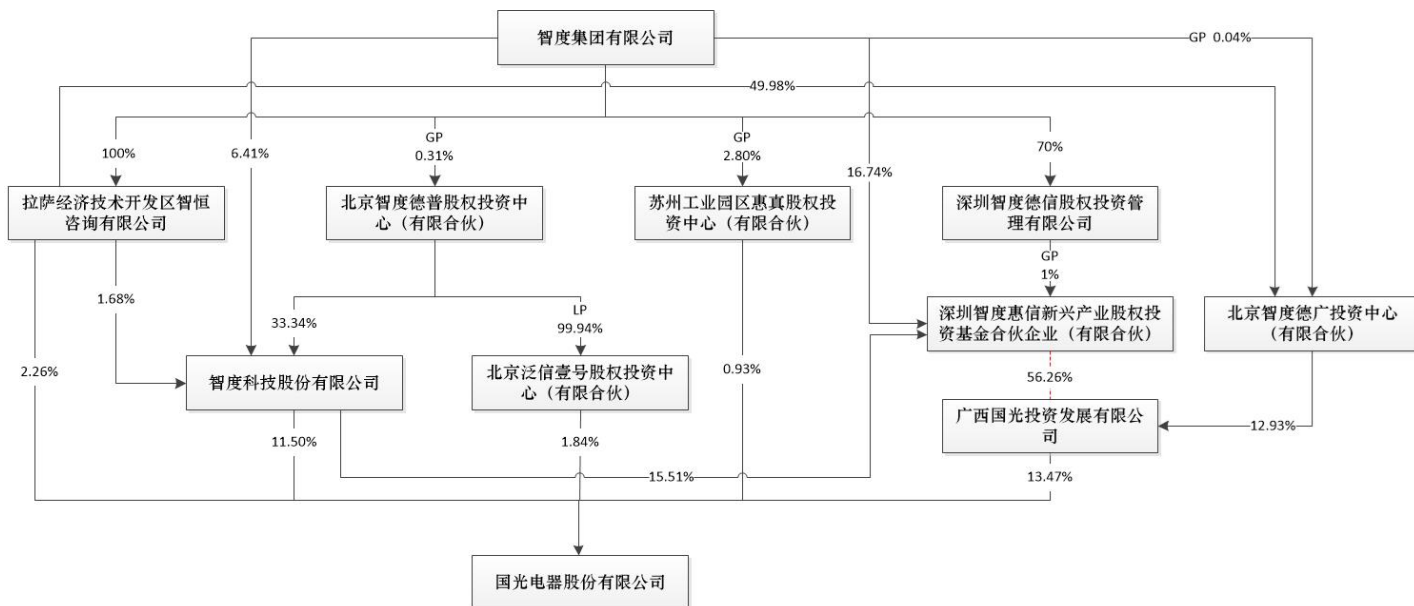 智度集团有限公司
GP 0.04%
49.98%
100%
6.41%
GP
0.31%
GP
2.80%
16.74%
70%
拉萨经济技术开发区智恒
咨询有限公司
北京智度德普股权投资中
心（有限合伙）
苏州工业园区惠真股权投
资中心（有限合伙）
深圳智度德信股权投资管
理有限公司
GP
1%
1.68%
33.34%
LP
99.94%
深圳智度惠信新兴产业股权投
资基金合伙企业（有限合伙）
北京智度德广投资中心
（有限合伙）
2.26%
智度科技股份有限公司
北京泛信壹号股权投资中
心（有限合伙）
0.93%
56.26%
广西国光投资发展有限公
司
12.93%
11.50%
1.84%
15.51%
13.47%
国光电器股份有限公司